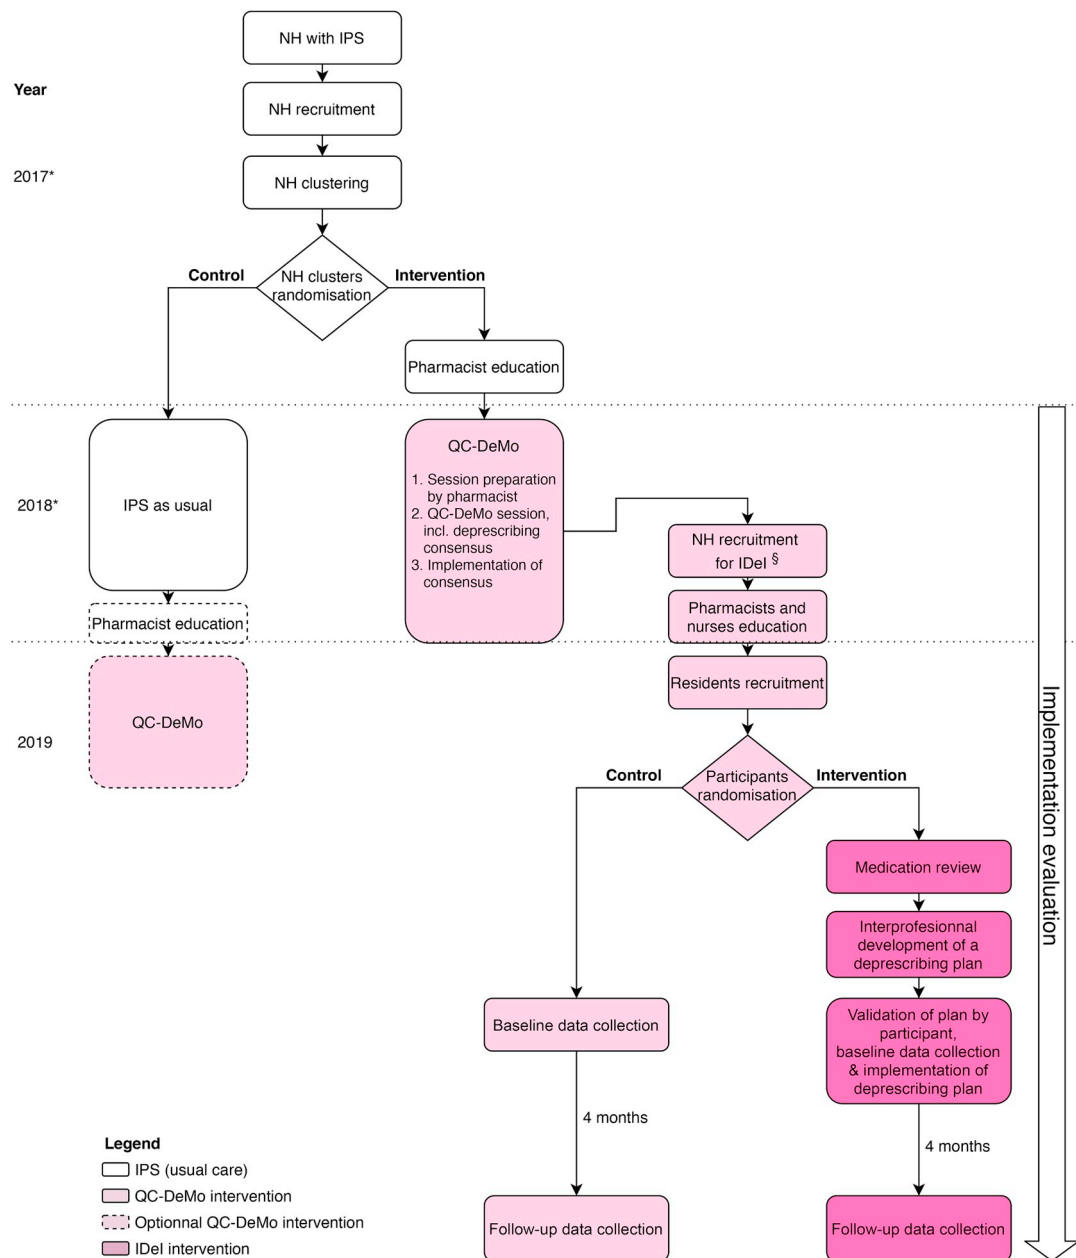 NH with IPS
Year
NH recruitment
2017*
NH clustering
Control
Intervention
NH clusters
randomisation
Pharmacist education
2018*
IPS as usual
QC-DeMo
1. Session preparation
by pharmacist
2. QC-DeMo session,
incl. deprescribing
consensus
3. Implementation of
consensus
NH recruitment
for IDeI §
Pharmacists and
nurses education
Pharmacist education
2019
QC-DeMo
Residents recruitment
Control
Intervention
Participants
randomisation
Medication review
Interprofesionnal
development of a
deprescribing plan
Baseline data collection
Validation of plan by
participant,
baseline data collection
& implementation of
deprescribing plan
4 months
4 months
Follow-up data collection
Follow-up data collection
Implementation evaluation
Legend
IPS (usual care)
QC-DeMo intervention
Optionnal QC-DeMo intervention
IDeI intervention